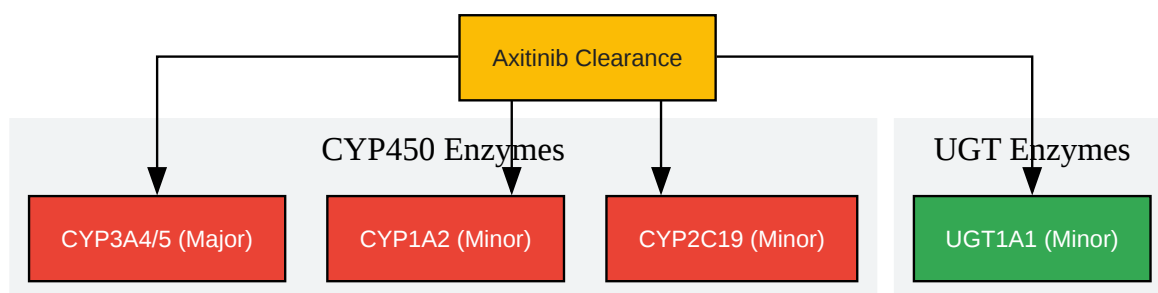 Axitinib Clearance
CYP450 Enzymes
UGT Enzymes
CYP3A4/5 (Major)
CYP1A2 (Minor)
CYP2C19 (Minor)
UGT1A1 (Minor)